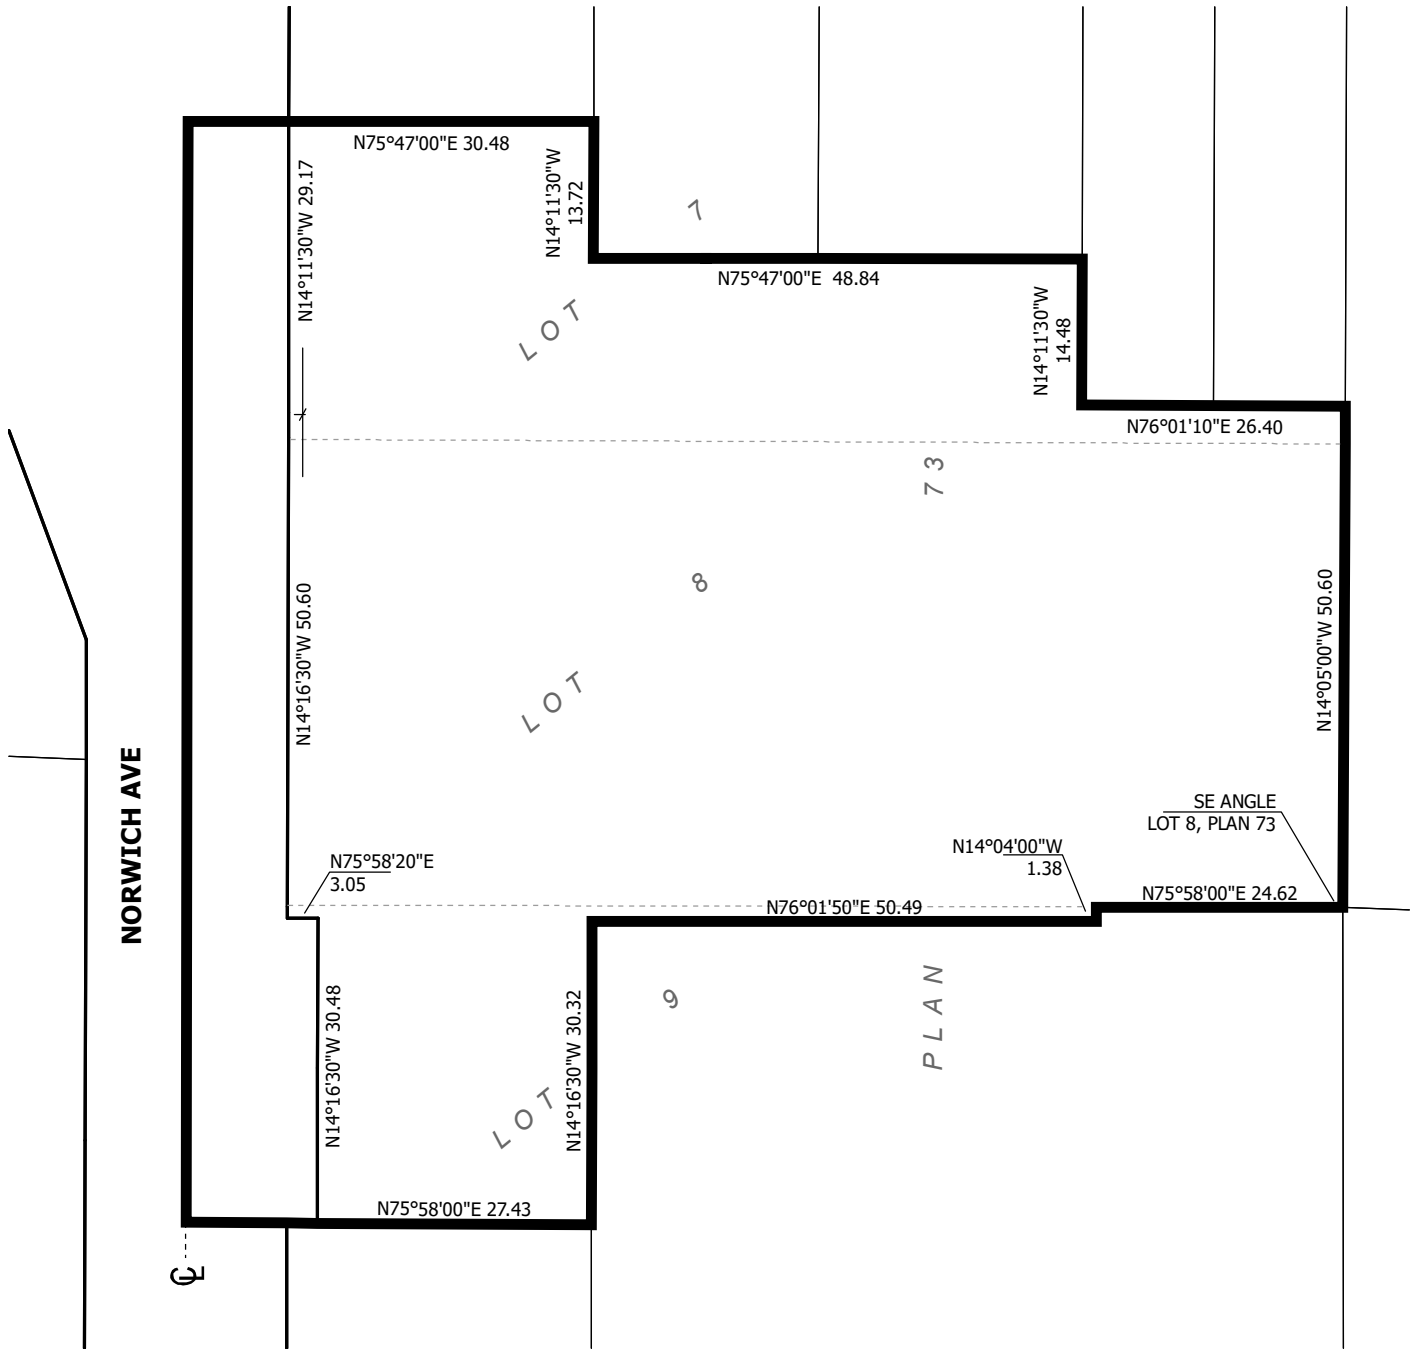 N75°47'00"E 30.48
N14°11'30"W 29.17
N14°11'30"W
13.72
7
LOT
N75°47'00"E 48.84
N14°11'30"W
14.48
N76°01'10"E 26.40
73
8
LOT
N14°16'30"W 50.60
N14°05'00"W 50.60
NORWICH AVE
SE ANGLE
LOT 8, PLAN 73
N75°58'20"E
3.05
N14°04'00"W
1.38
N76°01'50"E 50.49
N75°58'00"E 24.62
9
LOT
PLAN
N14°16'30"W 30.48
N14°16'30"W 30.32
N75°58'00"E 27.43
CL